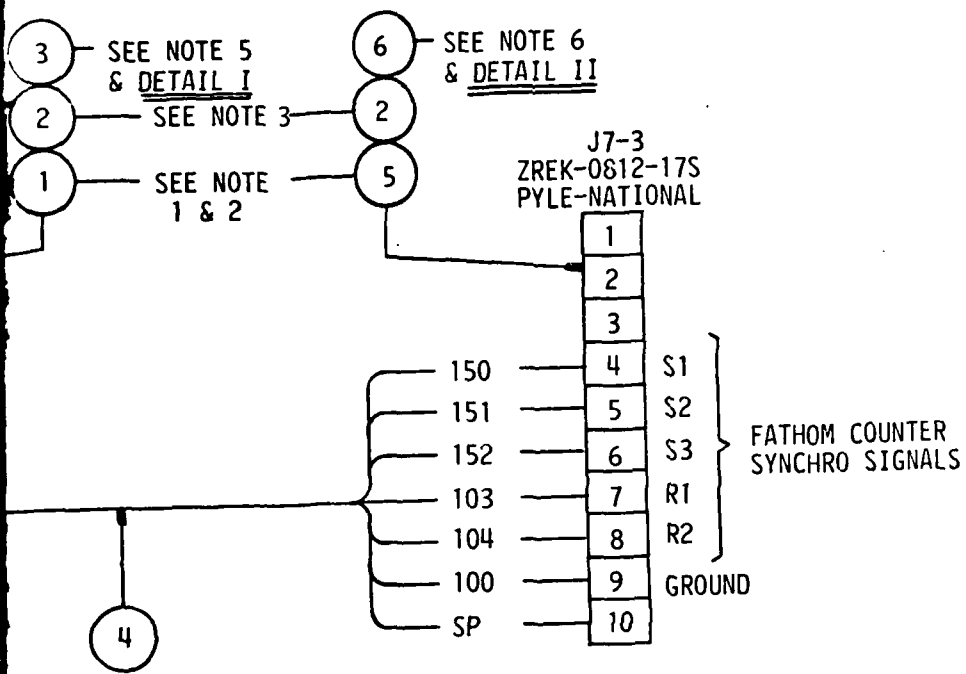 3
SEE NOTE 5
& DETAIL I
6
SEE NOTE 6
& DETAIL II
2
SEE NOTE 3
2
1
SEE NOTE
1 & 2
5
J7-3
ZREK-0812-17S
PYLE-NATIONAL
1
2
3
150
4
S1
151
5
S2
152
6
S3
103
7
R1
104
8
R2
FATHOM COUNTER
SYNCHRO SIGNALS
100
9
GROUND
SP
10
4